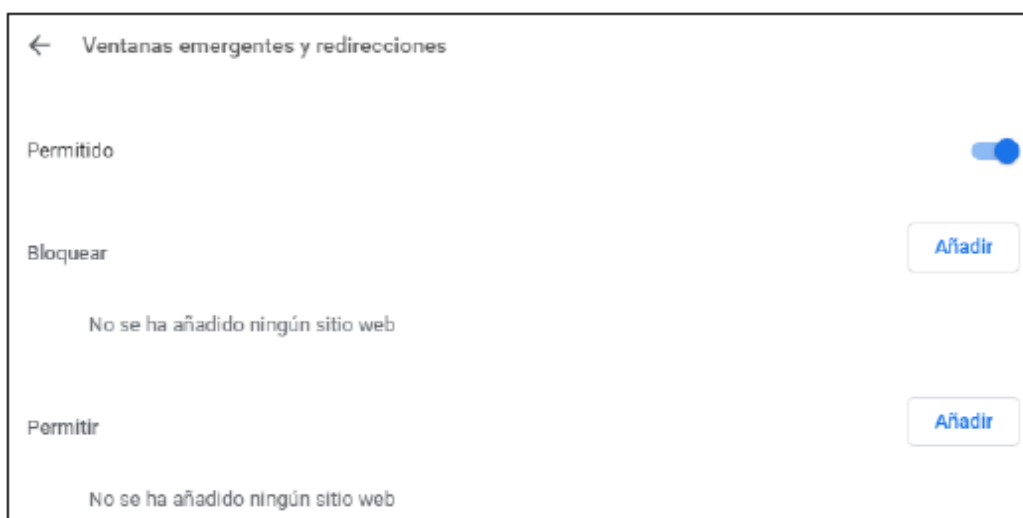 Ventanas emergentes y redirecciones
Permitido
Bloquear
Añadir
No se ha añadido ningún sitio web
Permitir
Añadir
No se ha añadido ningún sitio web